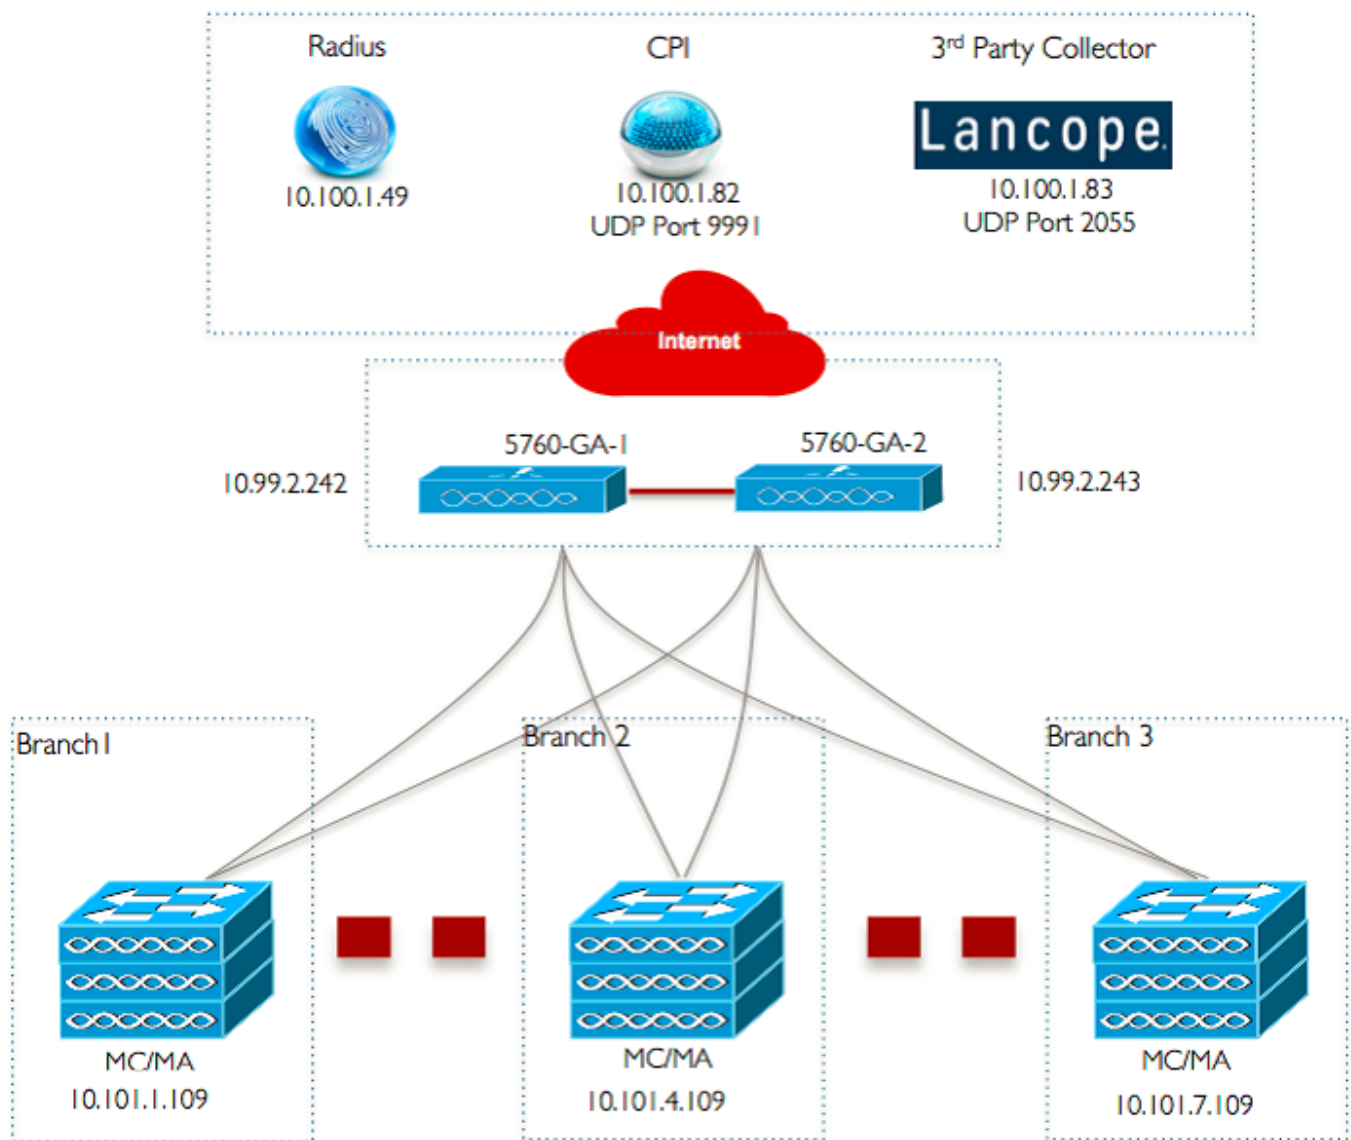 Radius
CPI
3rd Party Collector
Lancope.
10.100.1.49
10.100.1.82
UDP Port 9991
10.100.1.83
UDP Port 2055
Internet
5760-GA-1
5760-GA-2
10.99.2.242
10.99.2.243
Branch1
Branch 2
Branch 3
MC/MA
10.101.1.109
MC/MA
10.101.4.109
MC/MA
10.101.7.109